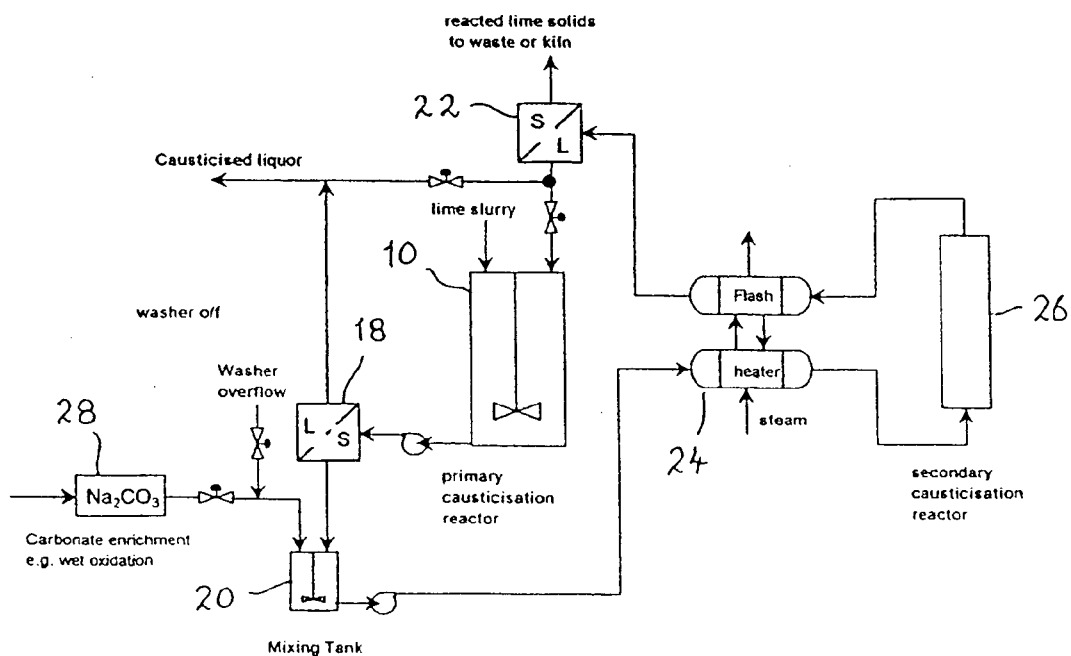 reacted lime solids
to waste or kiln
22
S
L
Causticised liquor
lime slurry
10
Flash
26
washer off
18
heater
Washer
overflow
L
S
24
steam
28
Na₂CO₃
primary
causticisation
reactor
secondary
causticisation
reactor
Carbonate enrichment
e.g. wet oxidation
20
Mixing Tank